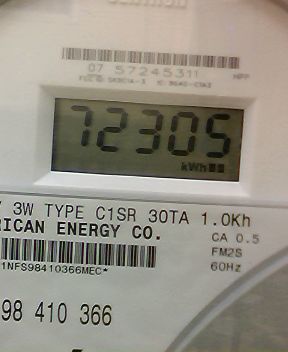 07 57245311
72305
kWh
3W TYPE C1SR 30TA 1.0Kh
RICAN ENERGY CO.
CA 0.5
FM2S
60Hz
1NFS98410366MEC*
98 410 366